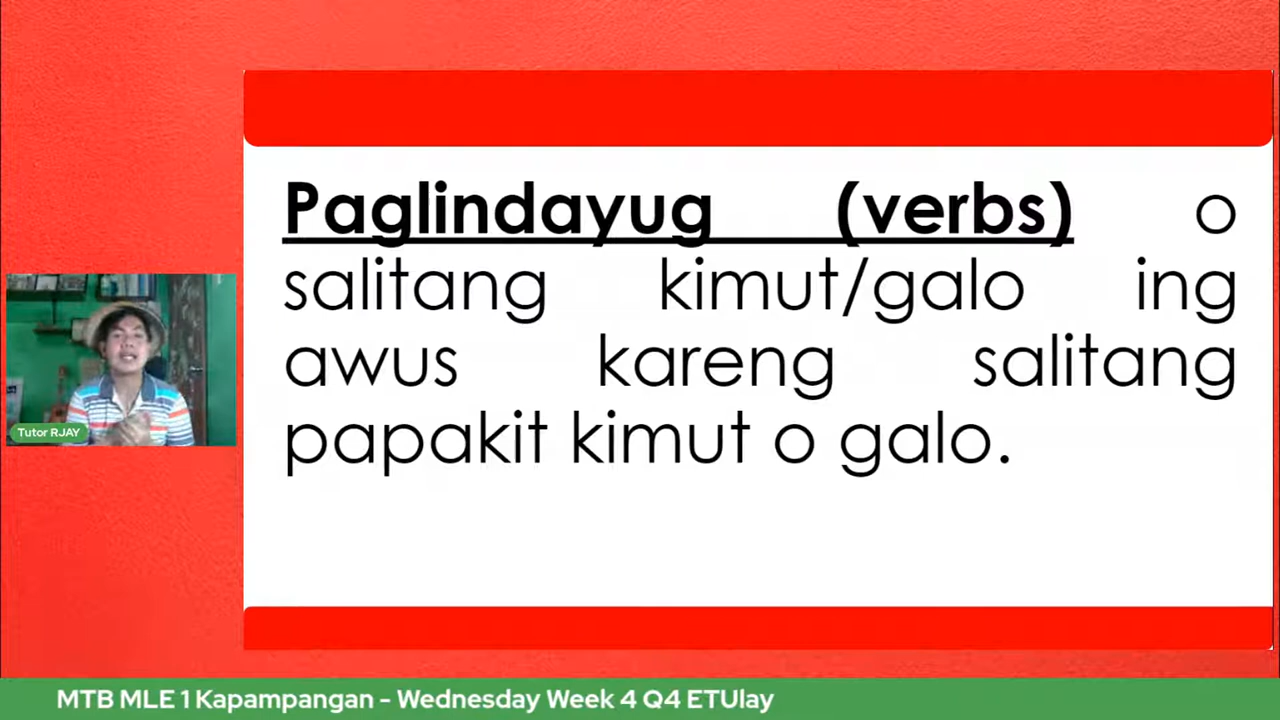 Paglindayug (verbs) o
salitang kimut/galo ing
awus kareng salitang
papakit kimut o galo.
Tutor RJAY
MTB MLE 1 Kapampangan - Wednesday Week 4 Q4 ETUlay